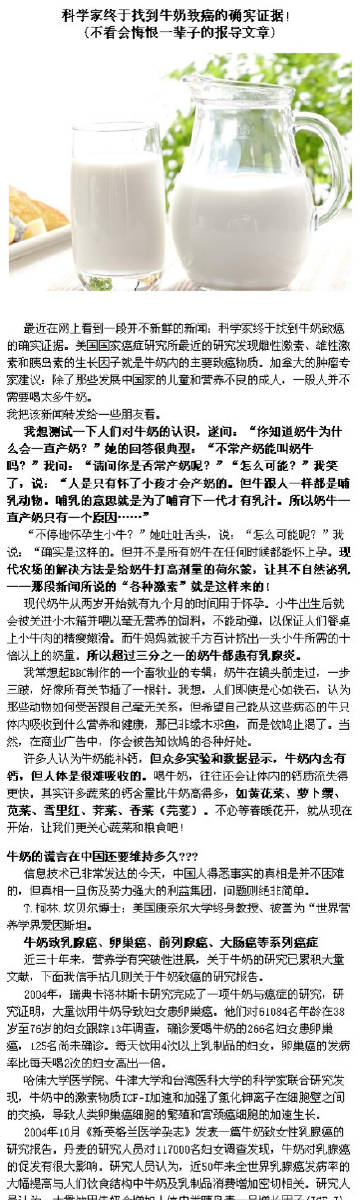 科学家终于找到牛奶致癌的确实证据!
(不看会悔恨一辈子的报导文章)
最近在网上看到一段并不新鲜的新闻:科学家终于找到牛奶致癌
的确实证据。美国国家癌症研究所最近的研究发现雌性激素、雄性激
素和胰岛素的生长因子就是牛奶内的主要致癌物质。加拿大的肿瘤专
家建议:除了那些发展中国家的儿童和营养不良的成人,一般人并不
需要喝太多牛奶。
我把该新闻转发给一些朋友看。
我想测试一下人们对牛奶的认识,遂问:“你知道奶牛为什
么会一直产奶?”她的回答很典型:“不常产奶能叫奶牛
吗?”我问:“请问你是否常产奶呢?”“怎么可能?”我笑
了,说:“人是只有怀了小孩才会产奶的。但牛跟人一样都是哺
乳动物。哺乳的意思就是为了哺育下一代才有乳汁。所以奶牛一
直产奶只有一个原因……”
“不停地怀孕生小牛?”她吐吐舌头,说:“怎么可能呢?”我
说:“确实是这样的。但并不是所有奶牛在任何时候都能怀上孕。现
代农场的解决方法是给奶牛打高剂量的荷尔蒙,让其不自然泌乳
——那段新闻所说的“各种激素”就是这样来的!
现代奶牛从两岁开始就有九个月的时间用于怀孕。小牛出生后就
会被关进小木箱并喂以毫无营养的饲料,不能动弹,以保证人们餐桌
上小牛肉的精瘦嫩滑。而牛妈妈就被千方百计挤出一头小牛所需的十
倍以上的奶量。所以超过三分之一的奶牛都患有乳腺炎。
我常想起BBC制作的一个畜牧业的专辑:奶牛在镜头前走过,一步
三跛,好像所有关节插了一根针。我想,人们即使是心如铁石,认为
那些动物如何受苦跟自己毫无关系,但希望自己能从这些病态的牛只
体内吸收到什么营养和健康,那已非缘木求鱼,而是饮鸩止渴了。当
然,在商业广告中,你会被告知饮鸩的各种好处。
许多人认为牛奶能补钙,但众多实验和数据显示,牛奶内含有
钙,但人体是很难吸收的。喝牛奶,往往还会让体内的钙质流失得
更快。其实许多蔬菜的钙含量比牛奶高得多,如黄花菜、萝卜缨、
苋菜、雪里红、荠菜、香菜(芫荽)。不必等春暖花开,就从现在
开始,让我们更关心蔬菜和粮食吧!
牛奶的谎言在中国还要维持多久???
信息技术已非常发达的今天,中国人得悉事实的真相是并不困难
的,但真相一旦伤及势力强大的利益集团,问题则绝非简单。
T.柯林.坎贝尔博士:美国康奈尔大学终身教授、被誉为“世界营
养学界爱因斯坦。
牛奶致乳腺癌、卵巢癌、前列腺癌、大肠癌等系列癌症
近三十年来,营养学有突破性进展,关于牛奶的研究已累积大量
文献,下面我信手拈几则关于牛奶致癌的研究报告。
2004年,瑞典卡洛林斯卡研究完成了一项牛奶与癌症的研究,研
究证明,大量饮用牛奶导致妇女患卵巢癌。他们对61084名年龄在38
岁至76岁的妇女跟踪13年调查,确诊爱喝牛奶的266名妇女患卵巢
癌,125名尚未确诊。每天饮用4次以上乳制品的妇女,卵巢癌的发病
率比每天喝2次的妇女高出一倍。
哈佛大学医学院、牛津大学和台湾医科大学的科学家联合研究发
现,牛奶中的激素物质IGF-I加速和加强了氯化钾离子在细胞壁之间
的交换,导致人类卵巢癌细胞的繁殖和宫颈癌细胞的加速生长。
2004年10月《新英格兰医学杂志》发表一篇牛奶致女性乳腺癌的
研究报告。丹麦的研究人员对117000名妇女调查发现,牛奶对乳腺癌
的促发有很大影响。研究人员认为,近50年来全世界乳腺癌发病率的
大幅提高与人们饮食结构中牛奶及乳制品消费增加密切相关。研究人